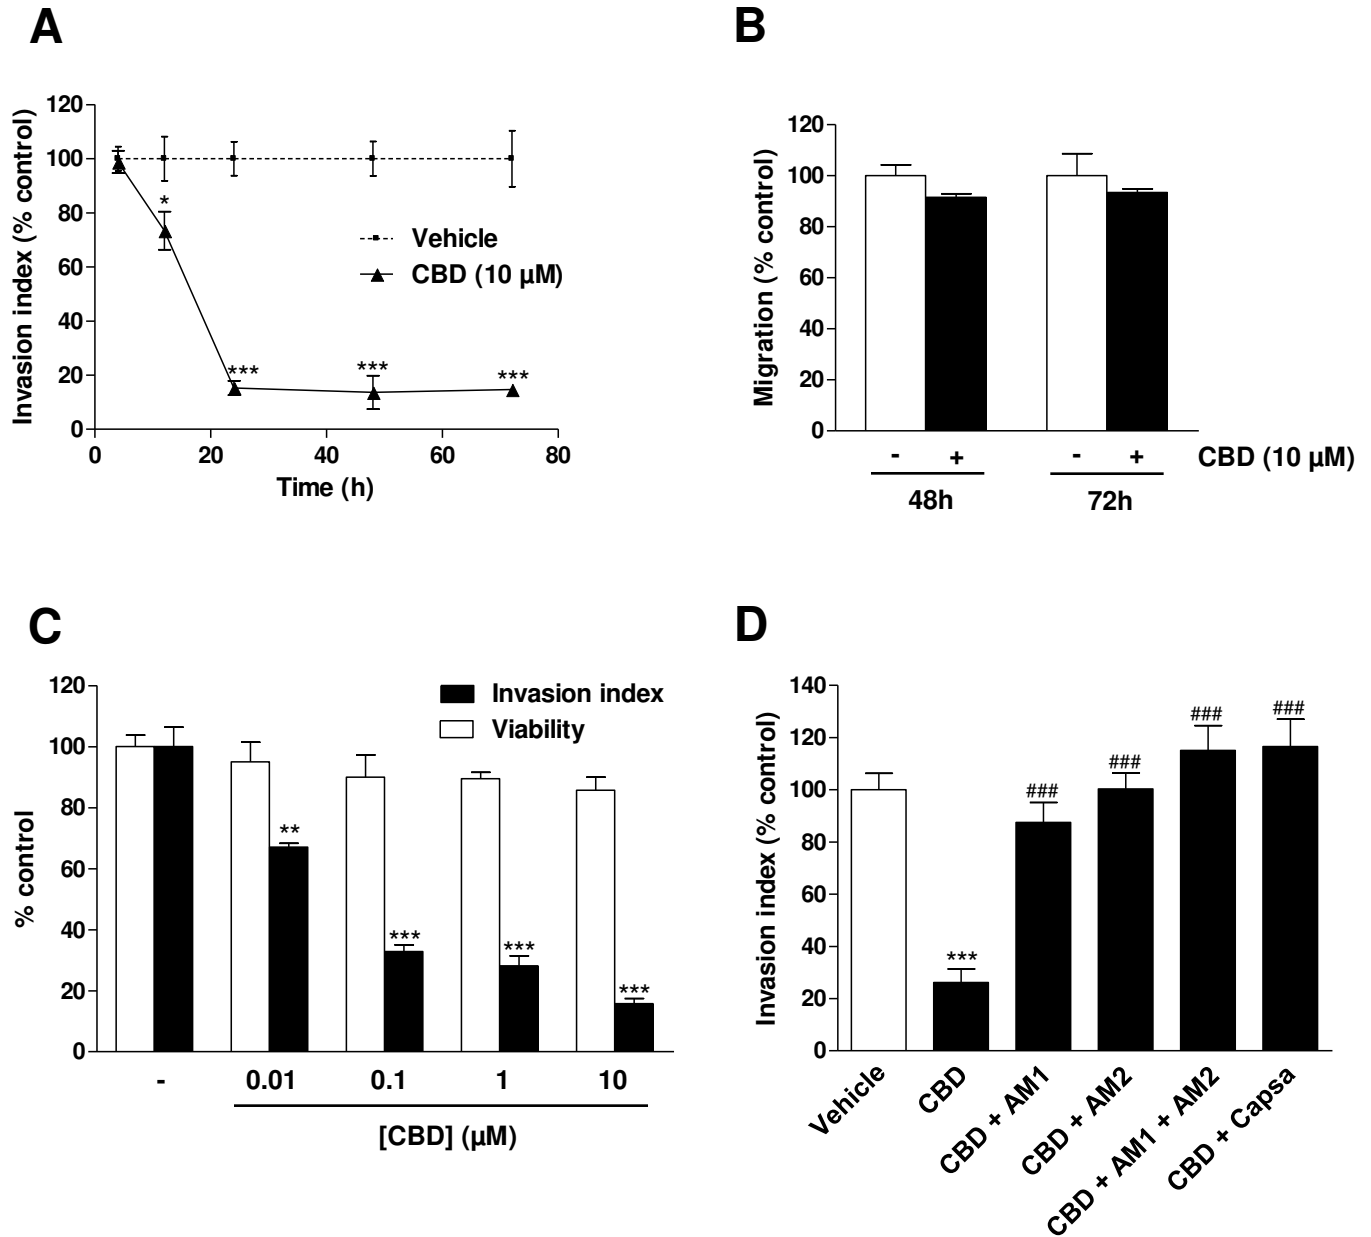 A
Invasion index (% control)
120
100
80
60
40
20
0
*
***
***
***
Vehicle
CBD (10 µM)
0 20 40 60 80
Time (h)
B
Migration (% control)
120
100
80
60
40
20
0
- + - + CBD (10 µM)
48h 72h
C
% control
120
100
80
60
40
20
0
Invasion index
Viability
**
***
***
***
- 0.01 0.1 1 10
[CBD] (µM)
D
Invasion index (% control)
140
120
100
80
60
40
20
0
***
###
###
###
###
Vehicle
CBD
CBD + AM1
CBD + AM2
CBD + AM1 + AM2
CBD + Capsa